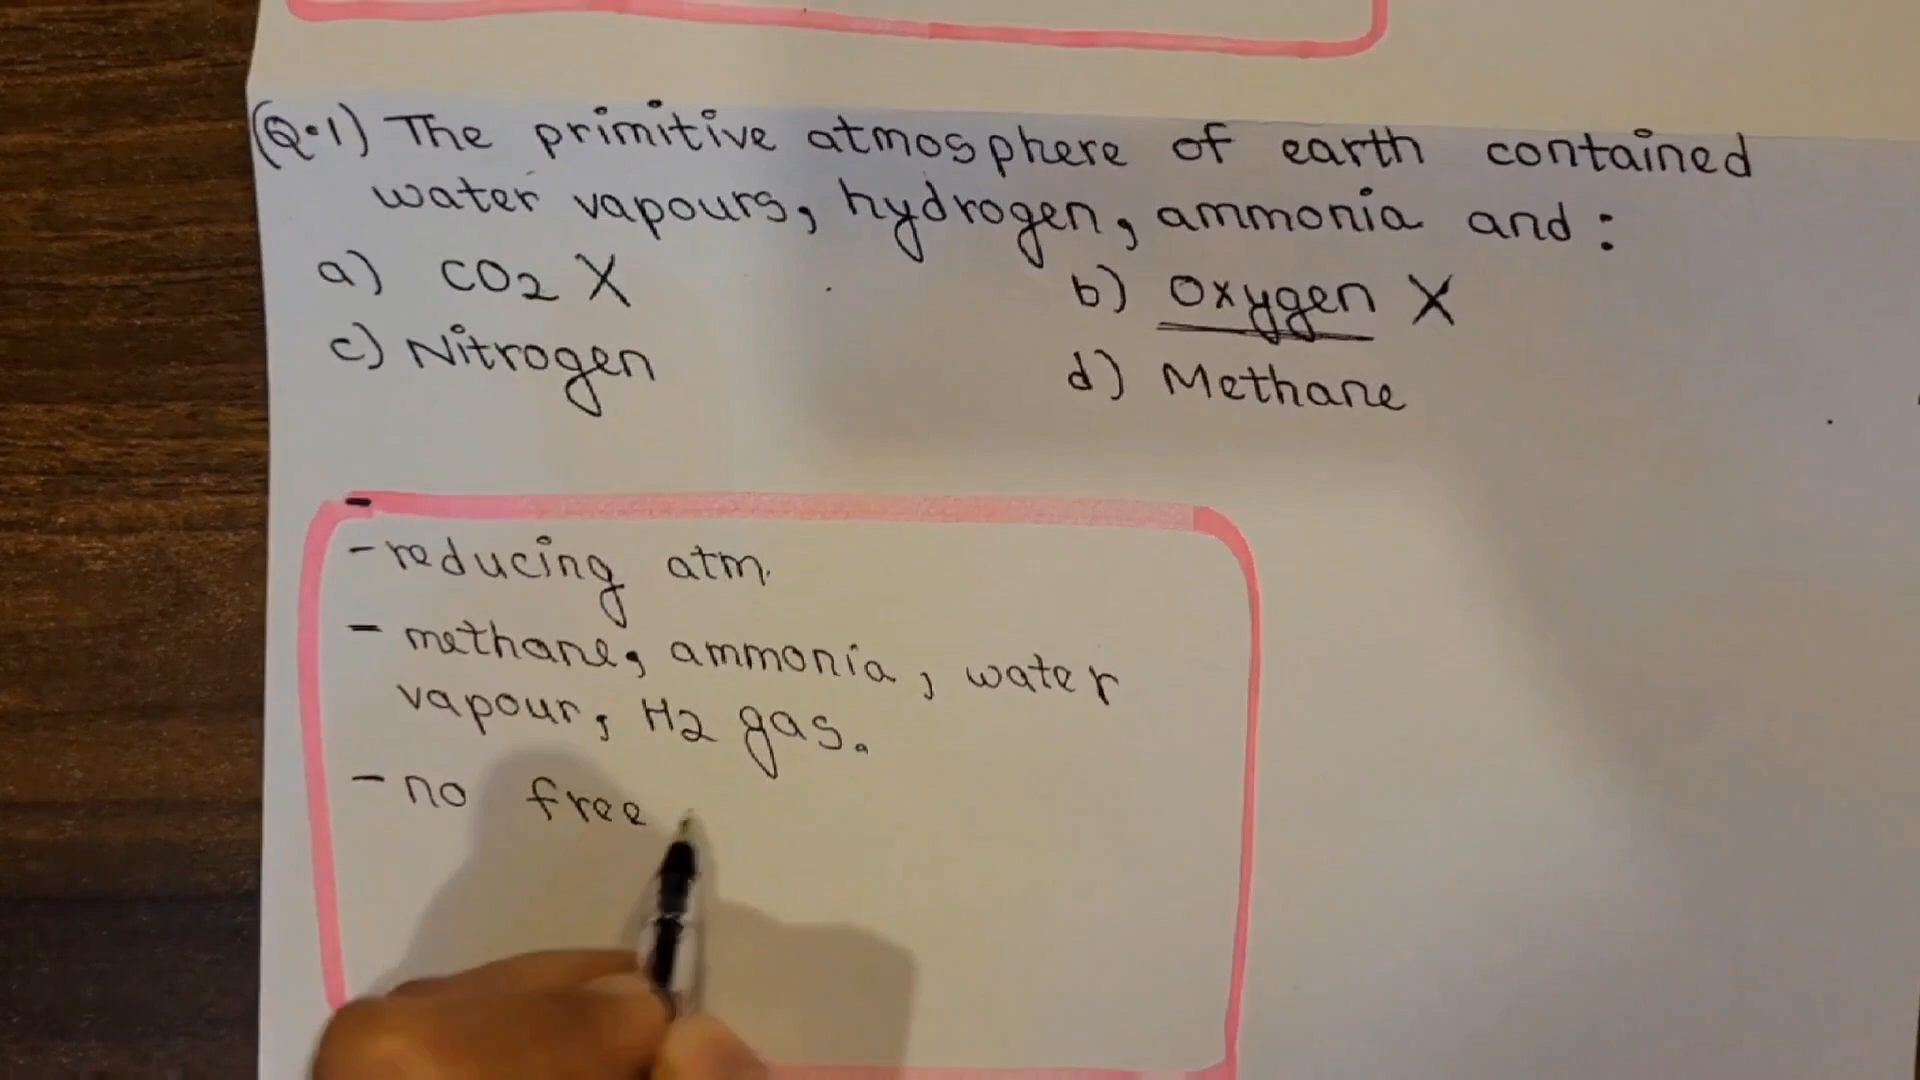 (Q.1) The primitive atmosphere of earth contained
water vapours, hydrogen, ammonia and :
a) CO2 X
b) Oxygen X
c) Nitrogen
d) Methane
- reducing atm.
- methane, ammonia, water
vapour, H2 gas.
- no free